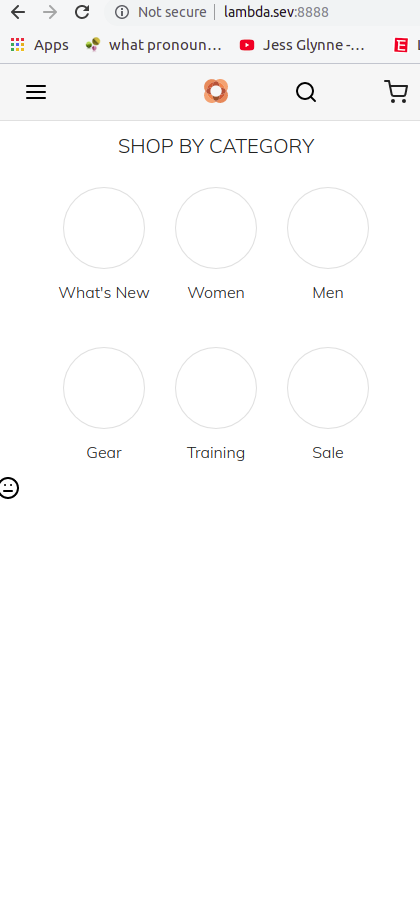 Not secure | lambda.sev:8888
Apps what pronoun... Jess Glynne -...
SHOP BY CATEGORY
What's New Women Men
Gear Training Sale